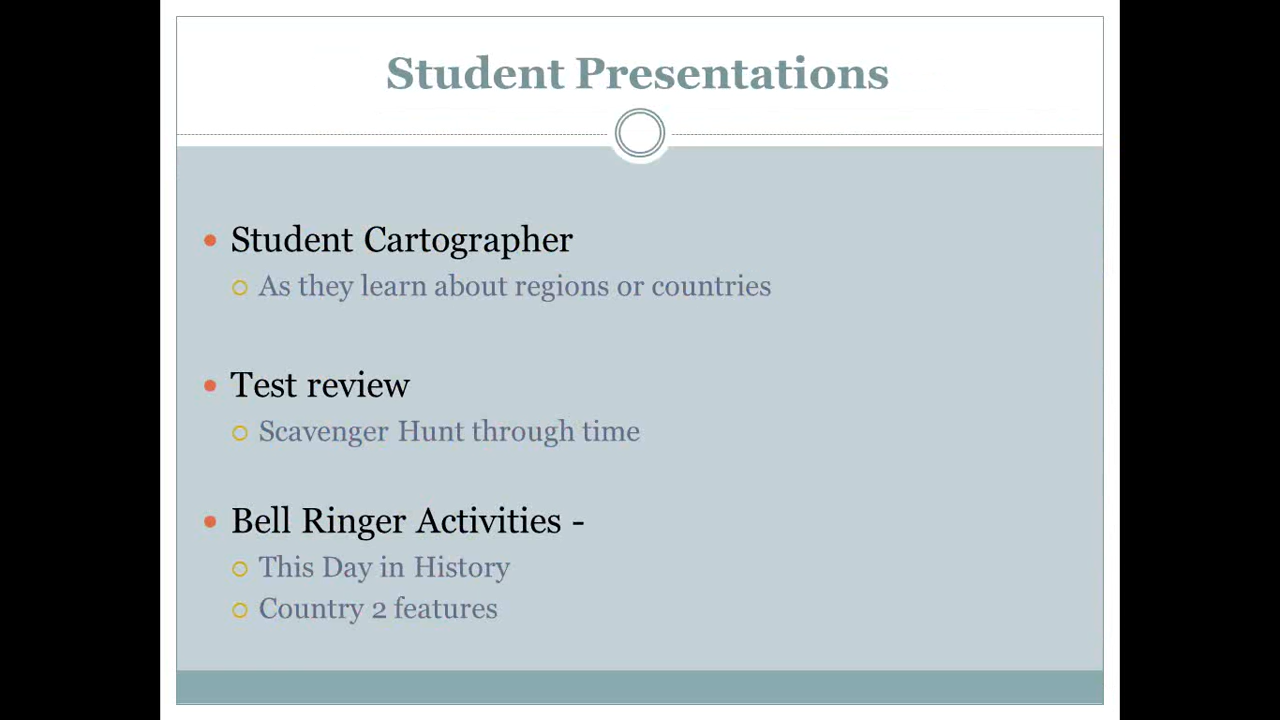 Student Presentations
Student Cartographer
As they learn about regions or countries
Test review
Scavenger Hunt through time
Bell Ringer Activities -
This Day in History
Country 2 features